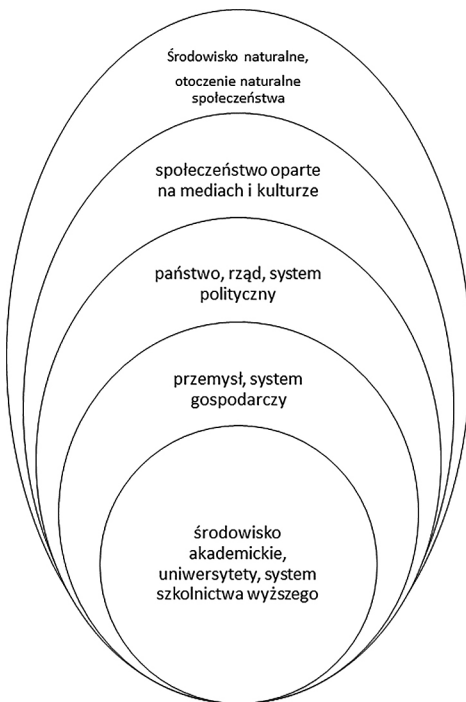 Środowisko naturalne,
otoczenie naturalne
społeczeństwa
społeczeństwo oparte
na mediach i kulturze
państwo, rząd, system
polityczny
przemysł, system
gospodarczy
środowisko
akademickie,
uniwersytety, system
szkolnictwa wyższego